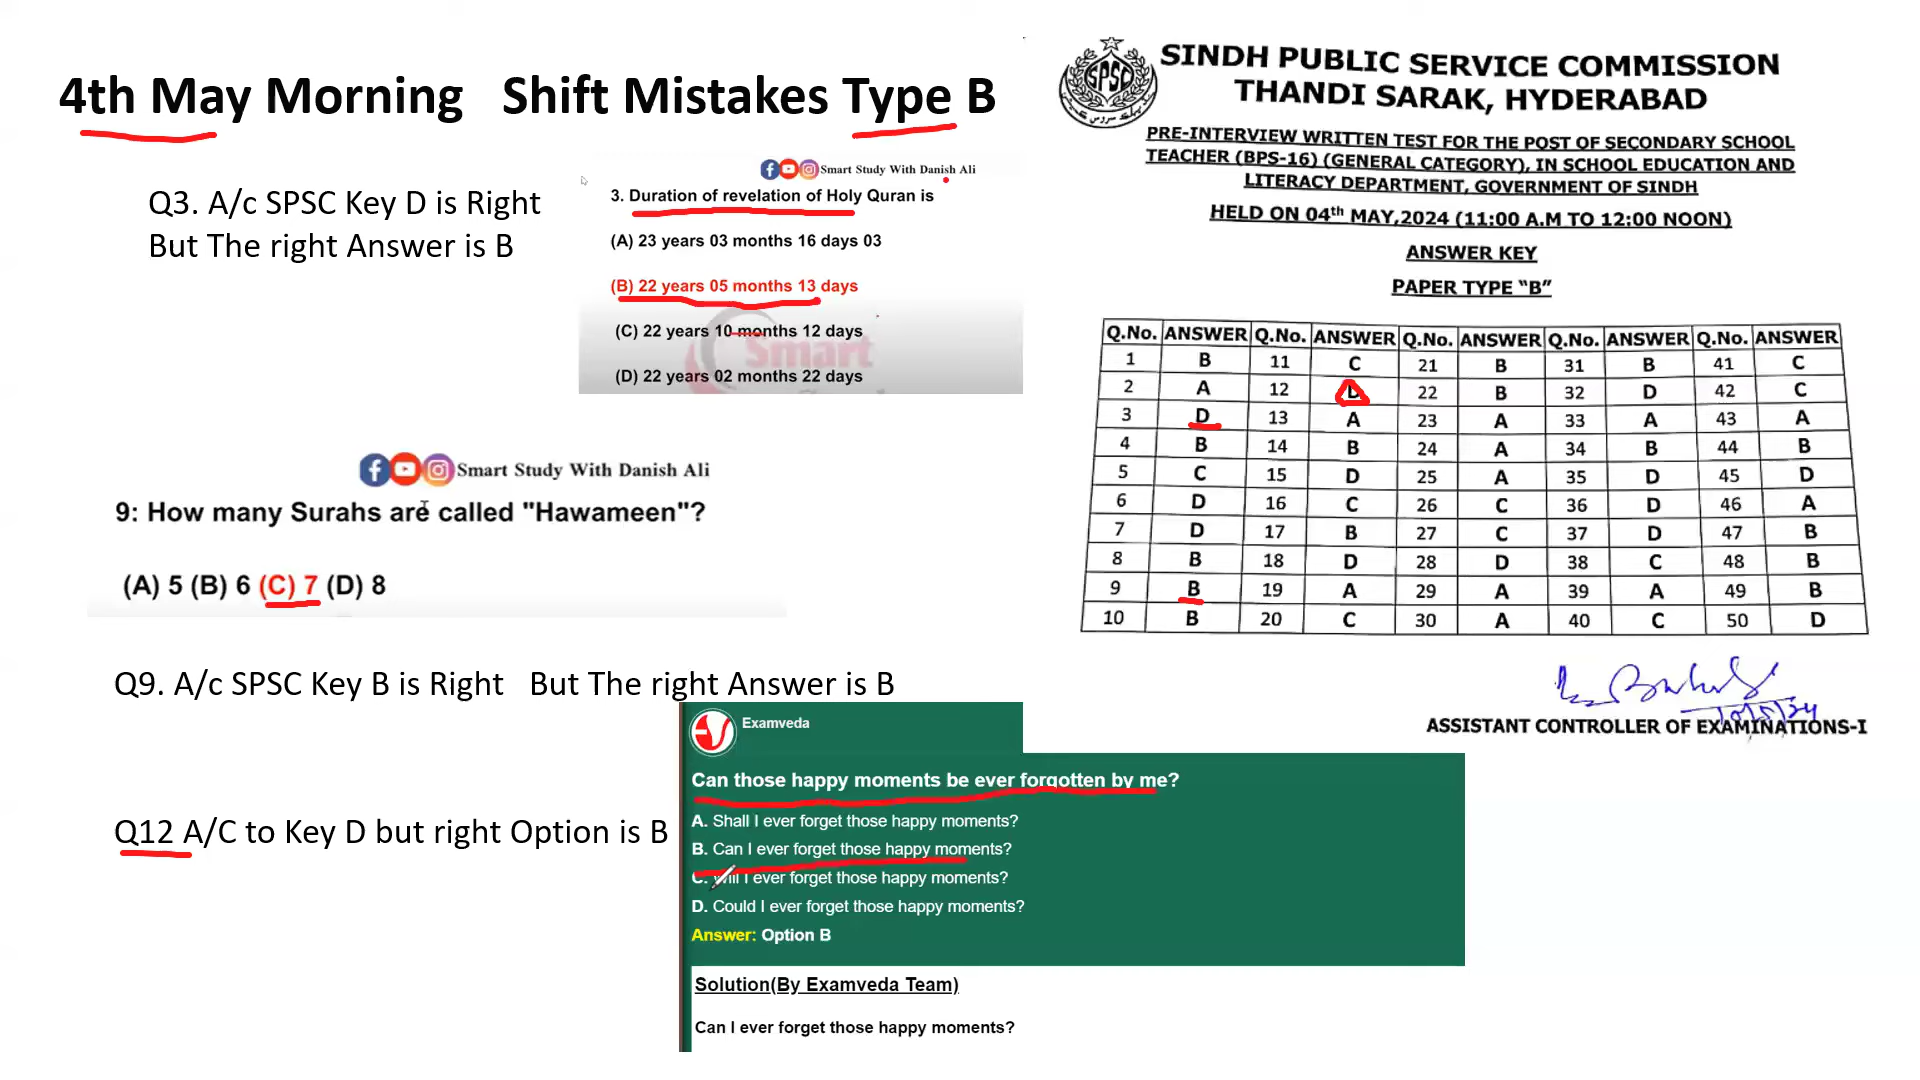 4th May Morning Shift Mistakes Type B
Q3. A/c SPSC Key D is Right
But The right Answer is B
Smart Study With Danish Ali
3. Duration of revelation of Holy Quran is
(A) 23 years 03 months 16 days 03
(B) 22 years 05 months 13 days
(C) 22 years 10 months 12 days
(D) 22 years 02 months 22 days
Smart
Smart Study With Danish Ali
9: How many Surahs are called "Hawameen"?
(A) 5 (B) 6 (C) 7 (D) 8
Q9. A/c SPSC Key B is Right But The right Answer is B
Q12 A/C to Key D but right Option is B
Examveda
Can those happy moments be ever forgotten by me?
A. Shall I ever forget those happy moments?
B. Can I ever forget those happy moments?
C. Will I ever forget those happy moments?
D. Could I ever forget those happy moments?
Answer: Option B
Solution(By Examveda Team)
Can I ever forget those happy moments?
SPSC
SINDH PUBLIC SERVICE COMMISSION
THANDI SARAK, HYDERABAD
PRE-INTERVIEW WRITTEN TEST FOR THE POST OF SECONDARY SCHOOL
TEACHER (BPS-16) (GENERAL CATEGORY), IN SCHOOL EDUCATION AND
LITERACY DEPARTMENT, GOVERNMENT OF SINDH
HELD ON 04th MAY,2024 (11:00 A.M TO 12:00 NOON)
ANSWER KEY
PAPER TYPE "B"
Q.No. ANSWER Q.No. ANSWER Q.No. ANSWER Q.No. ANSWER Q.No. ANSWER
1 B 11 C 21 B 31 B 41 C
2 A 12 D 22 B 32 D 42 C
3 D 13 A 23 A 33 A 43 A
4 B 14 B 24 A 34 B 44 B
5 C 15 D 25 A 35 D 45 D
6 D 16 C 26 C 36 D 46 A
7 D 17 B 27 C 37 D 47 B
8 B 18 D 28 D 38 C 48 B
9 B 19 A 29 A 39 A 49 B
10 B 20 C 30 A 40 C 50 D
10/5/24
ASSISTANT CONTROLLER OF EXAMINATIONS-I